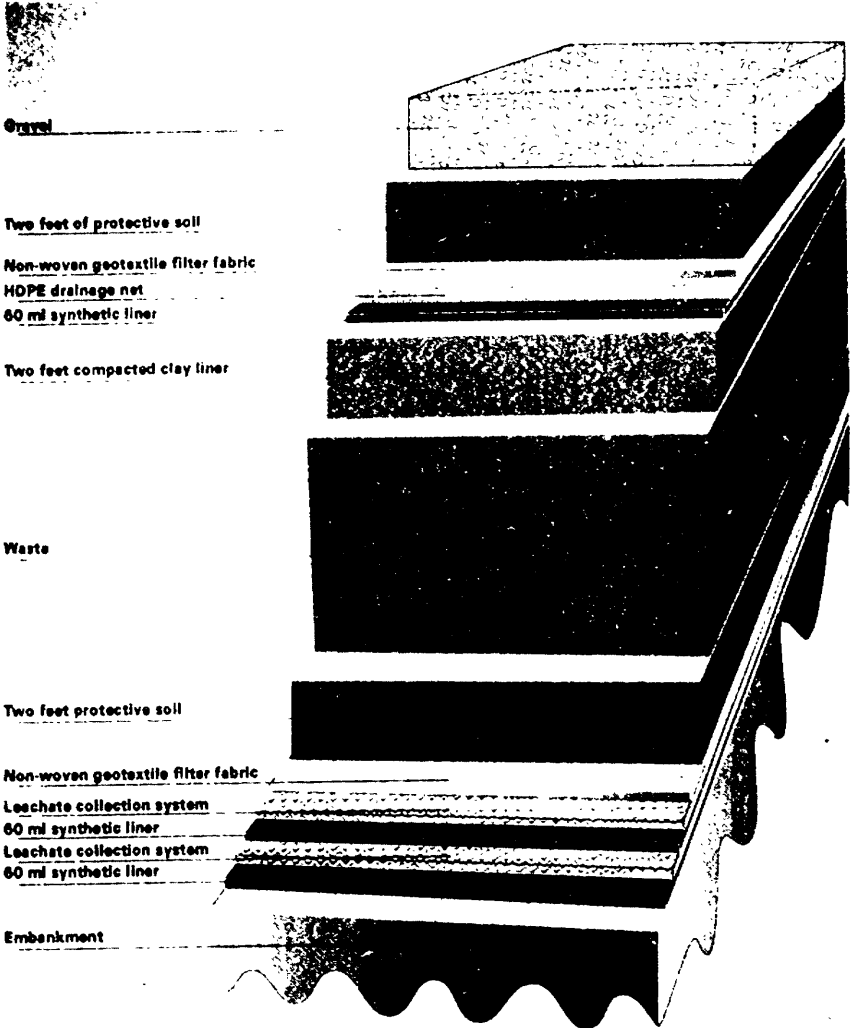 Gravel
Two feet of protective soil
Non-woven geotextile filter fabric
HDPE drainage net
60 ml synthetic liner
Two feet compacted clay liner
Waste
Two feet protective soil
Non-woven geotextile filter fabric
Leachate collection system
60 ml synthetic liner
Leachate collection system
60 ml synthetic liner
Embankment